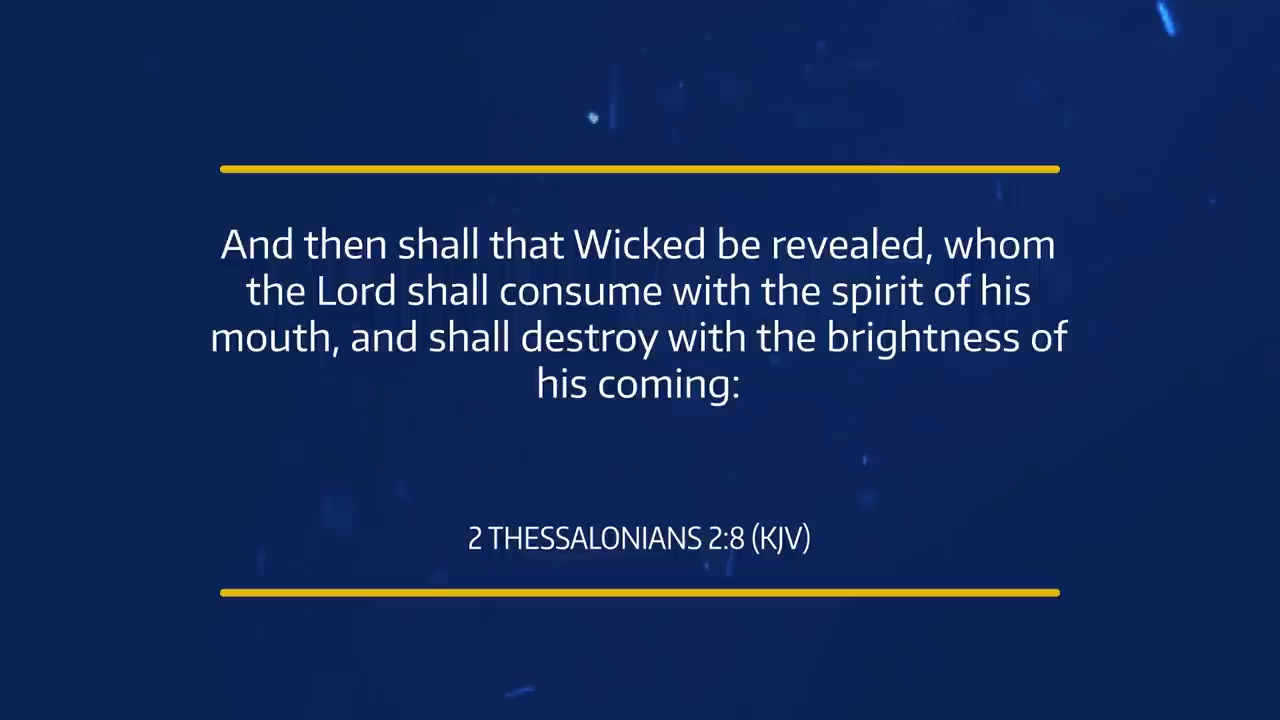 And then shall that Wicked be revealed, whom
the Lord shall consume with the spirit of his
mouth, and shall destroy with the brightness of
his coming:
2 THESSALONIANS 2:8 (KJV)